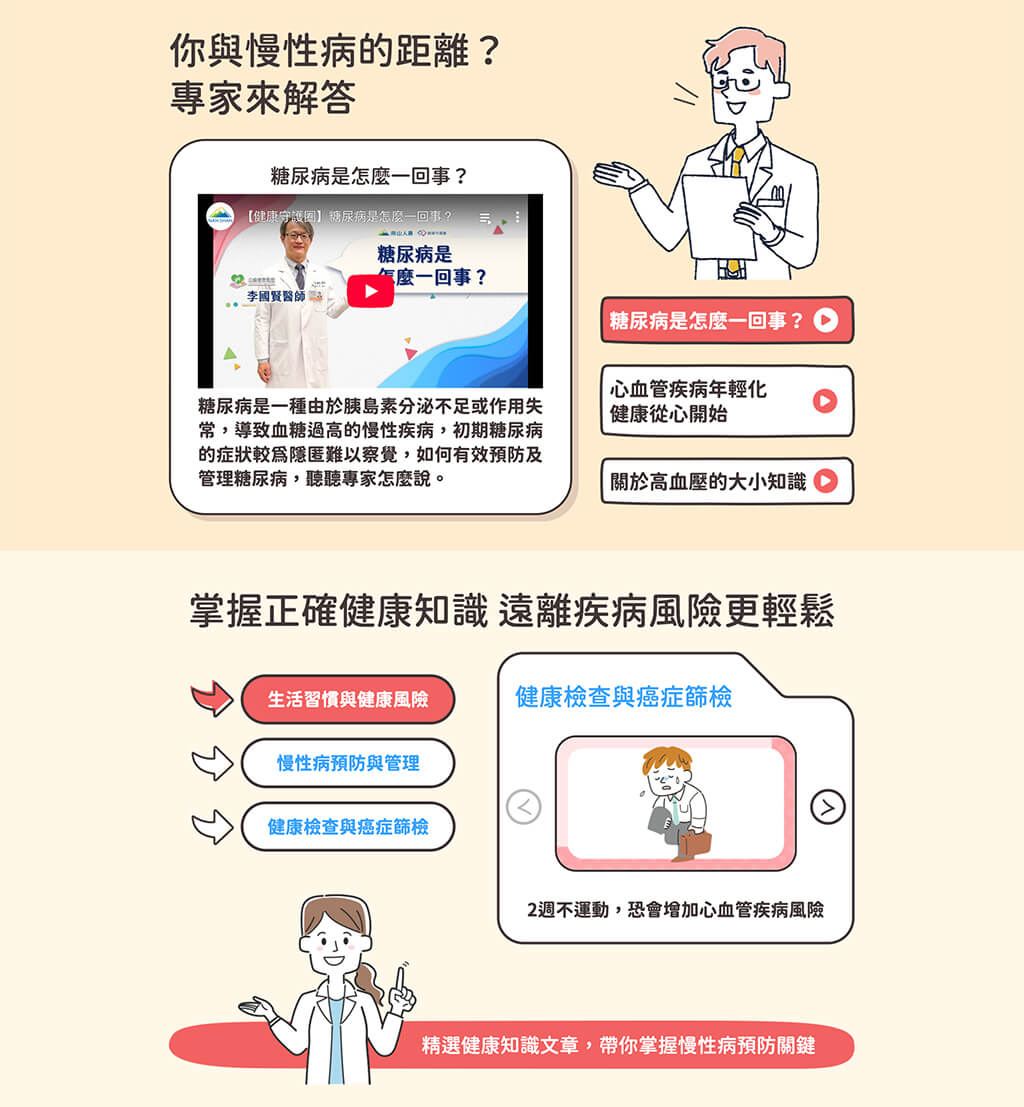 你與慢性病的距離？
專家來解答
糖尿病是怎麼一回事？
【健康守護圈】糖尿病是怎麼一回事？
NAN SHAN
南山人壽
糖尿病是
怎麼一回事？
李國賢醫師
糖尿病是一種由於胰島素分泌不足或作用失
常，導致血糖過高的慢性疾病，初期糖尿病
的症狀較為隱匿難以察覺，如何有效預防及
管理糖尿病，聽聽專家怎麼說。
糖尿病是怎麼一回事？
心血管疾病年輕化
健康從心開始
關於高血壓的大小知識
掌握正確健康知識 遠離疾病風險更輕鬆
生活習慣與健康風險
慢性病預防與管理
健康檢查與癌症篩檢
健康檢查與癌症篩檢
2週不運動，恐會增加心血管疾病風險
精選健康知識文章，帶你掌握慢性病預防關鍵